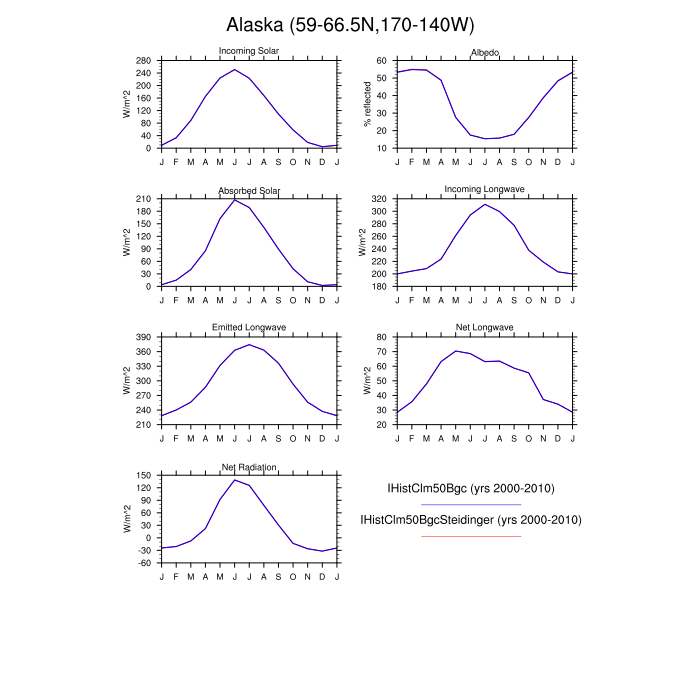 Alaska (59-66.5N,170-140W)
Incoming Solar
W/m^2
280
240
200
160
120
80
40
0
J F M A M J J A S O N D J
Albedo
% reflected
60
50
40
30
20
10
J F M A M J J A S O N D J
Absorbed Solar
W/m^2
210
180
150
120
90
60
30
0
J F M A M J J A S O N D J
Incoming Longwave
W/m^2
320
300
280
260
240
220
200
180
J F M A M J J A S O N D J
Emitted Longwave
W/m^2
390
360
330
300
270
240
210
J F M A M J J A S O N D J
Net Longwave
W/m^2
80
70
60
50
40
30
20
J F M A M J J A S O N D J
Net Radiation
W/m^2
150
120
90
60
30
0
-30
-60
J F M A M J J A S O N D J
IHistClm50Bgc (yrs 2000-2010)
IHistClm50BgcSteidinger (yrs 2000-2010)